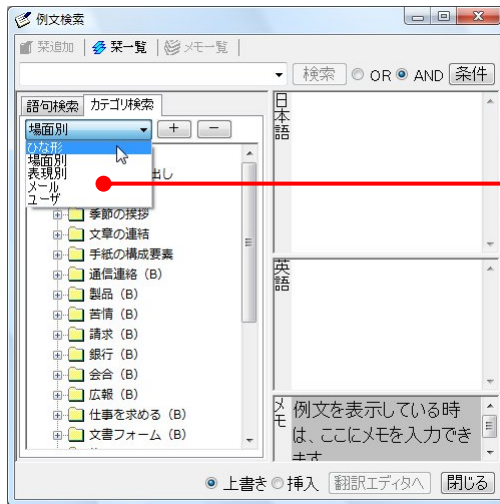 例文検索
栞追加 栞一覧 メモ一覧
検索 OR AND 条件
語句検索 カテゴリ検索
場面別 + −
ひな形
場面別
表現別
メール
ユーザ
出し
季節の挨拶
文章の連結
手紙の構成要素
通信連絡（B）
製品（B）
苦情（B）
請求（B）
銀行（B）
会合（B）
広報（B）
仕事を求める（B）
文書フォーム（B）
日本語
英語
メモ
例文を表示している時
は、ここにメモを入力でき
ます
上書き 挿入 翻訳エディタへ 閉じる